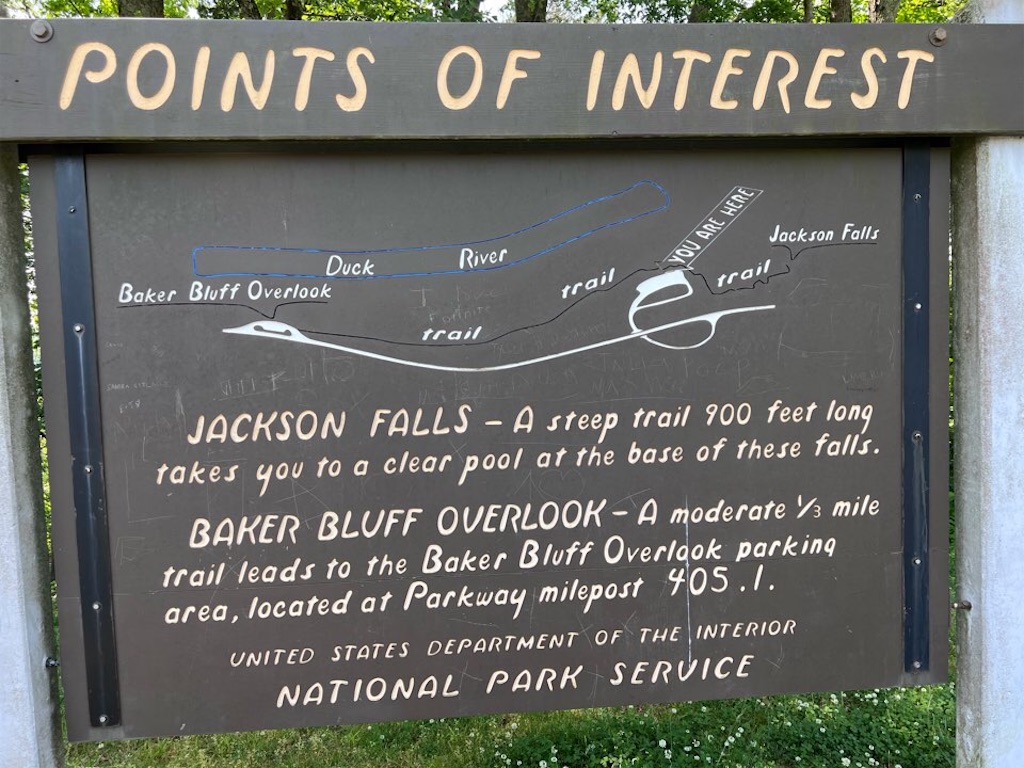 POINTS OF INTEREST
YOU ARE HERE
Jackson Falls
Duck River
trail
trail
Baker Bluff Overlook
trail
JACKSON FALLS – A steep trail 900 feet long
takes you to a clear pool at the base of these falls.
BAKER BLUFF OVERLOOK – A moderate 1/3 mile
trail leads to the Baker Bluff Overlook parking
area, located at Parkway milepost 405.1.
UNITED STATES DEPARTMENT OF THE INTERIOR
NATIONAL PARK SERVICE